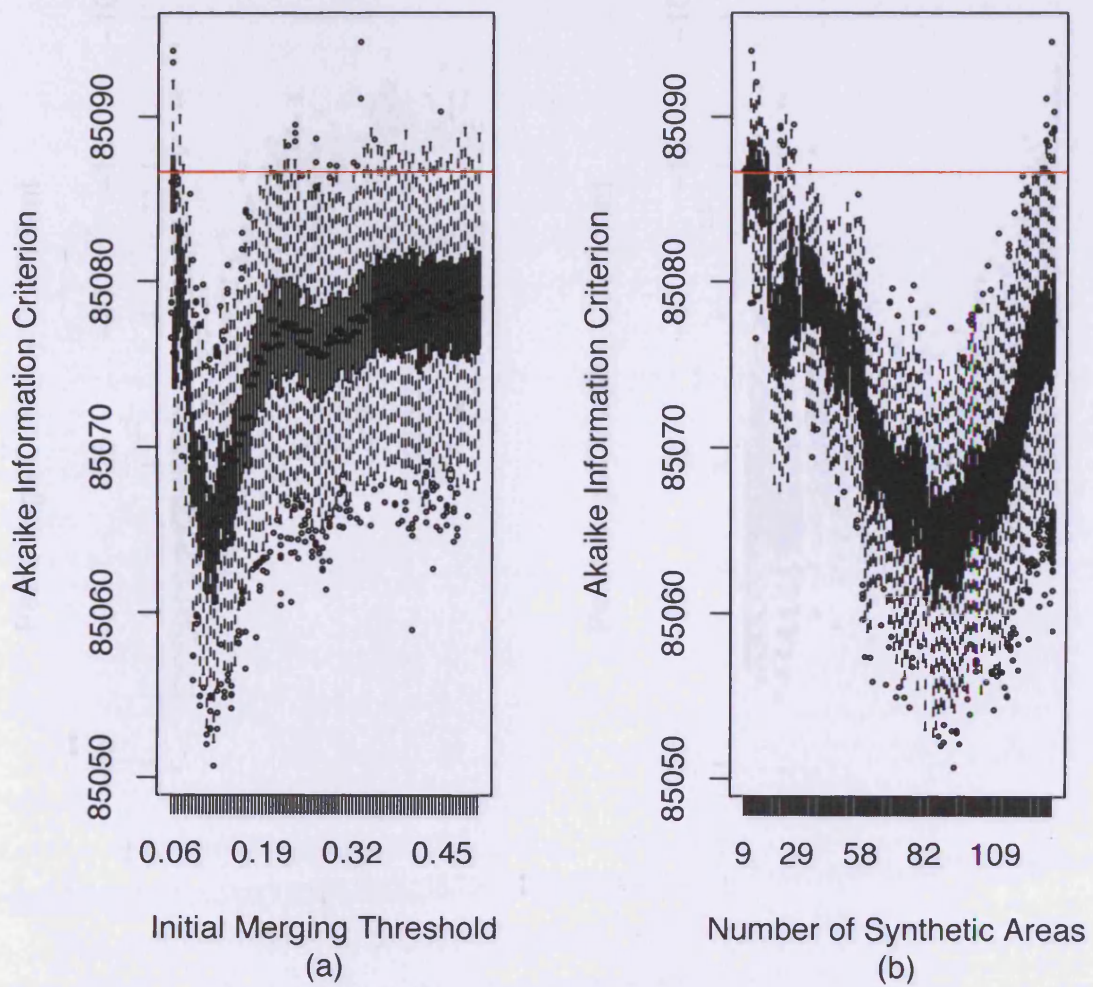 Akaike Information Criterion
85050 85060 85070 85080 85090
0.06 0.19 0.32 0.45
Initial Merging Threshold
(a)
Akaike Information Criterion
85050 85060 85070 85080 85090
9 29 58 82 109
Number of Synthetic Areas
(b)